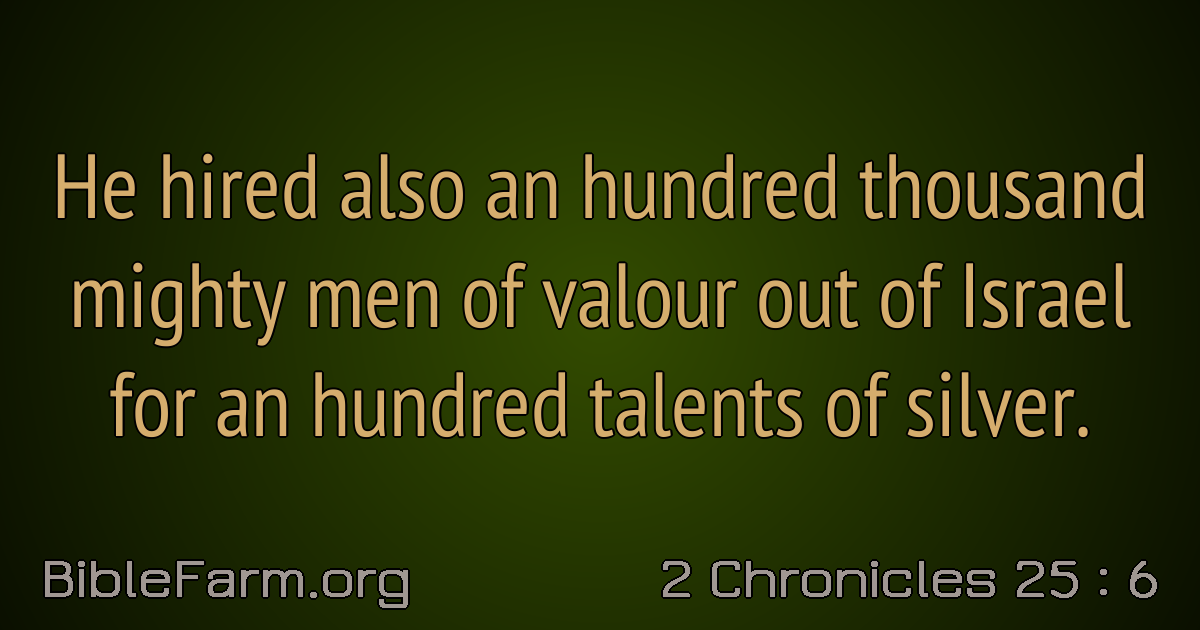 He hired also an hundred thousand
mighty men of valour out of Israel
for an hundred talents of silver.
BibleFarm.org
2 Chronicles 25 : 6